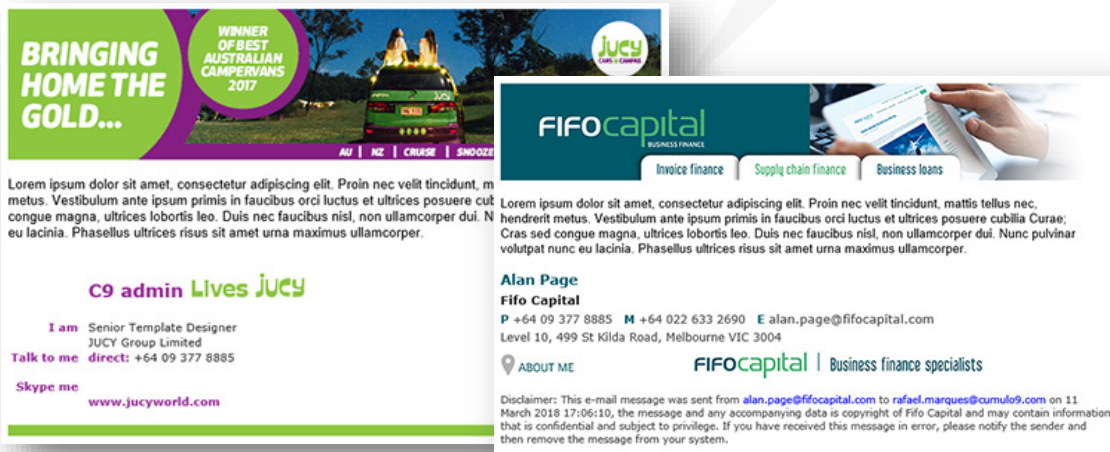 BRINGING
HOME THE
GOLD...
WINNER
OF BEST
AUSTRALIAN
CAMPERVANS
2017
JUCY
CARS & CAMPERS
AU | NZ | CRUISE | SNOOZE
Lorem ipsum dolor sit amet, consectetur adipiscing elit. Proin nec velit tincidunt, m
metus. Vestibulum ante ipsum primis in faucibus orci luctus et ultrices posuere cub
congue magna, ultrices lobortis leo. Duis nec faucibus nisl, non ullamcorper dui. N
eu lacinia. Phasellus ultrices risus sit amet urna maximus ullamcorper.
C9 admin Lives jucy
I am Senior Template Designer
JUCY Group Limited
Talk to me direct: +64 09 377 8885
Skype me
www.jucyworld.com
FIFOcapital
BUSINESS FINANCE
Invoice finance Supply chain finance Business loans
Lorem ipsum dolor sit amet, consectetur adipiscing elit. Proin nec velit tincidunt, mattis tellus nec,
hendrerit metus. Vestibulum ante ipsum primis in faucibus orci luctus et ultrices posuere cubilia Curae;
Cras sed congue magna, ultrices lobortis leo. Duis nec faucibus nisl, non ullamcorper dui. Nunc pulvinar
volutpat nunc eu lacinia. Phasellus ultrices risus sit amet urna maximus ullamcorper.
Alan Page
Fifo Capital
P +64 09 377 8885 M +64 022 633 2690 E alan.page@fifocapital.com
Level 10, 499 St Kilda Road, Melbourne VIC 3004
ABOUT ME
FIFOcapital | Business finance specialists
Disclaimer: This e-mail message was sent from alan.page@fifocapital.com to rafael.marques@cumulo9.com on 11
March 2018 17:06:10, the message and any accompanying data is copyright of Fifo Capital and may contain information
that is confidential and subject to privilege. If you have received this message in error, please notify the sender and
then remove the message from your system.